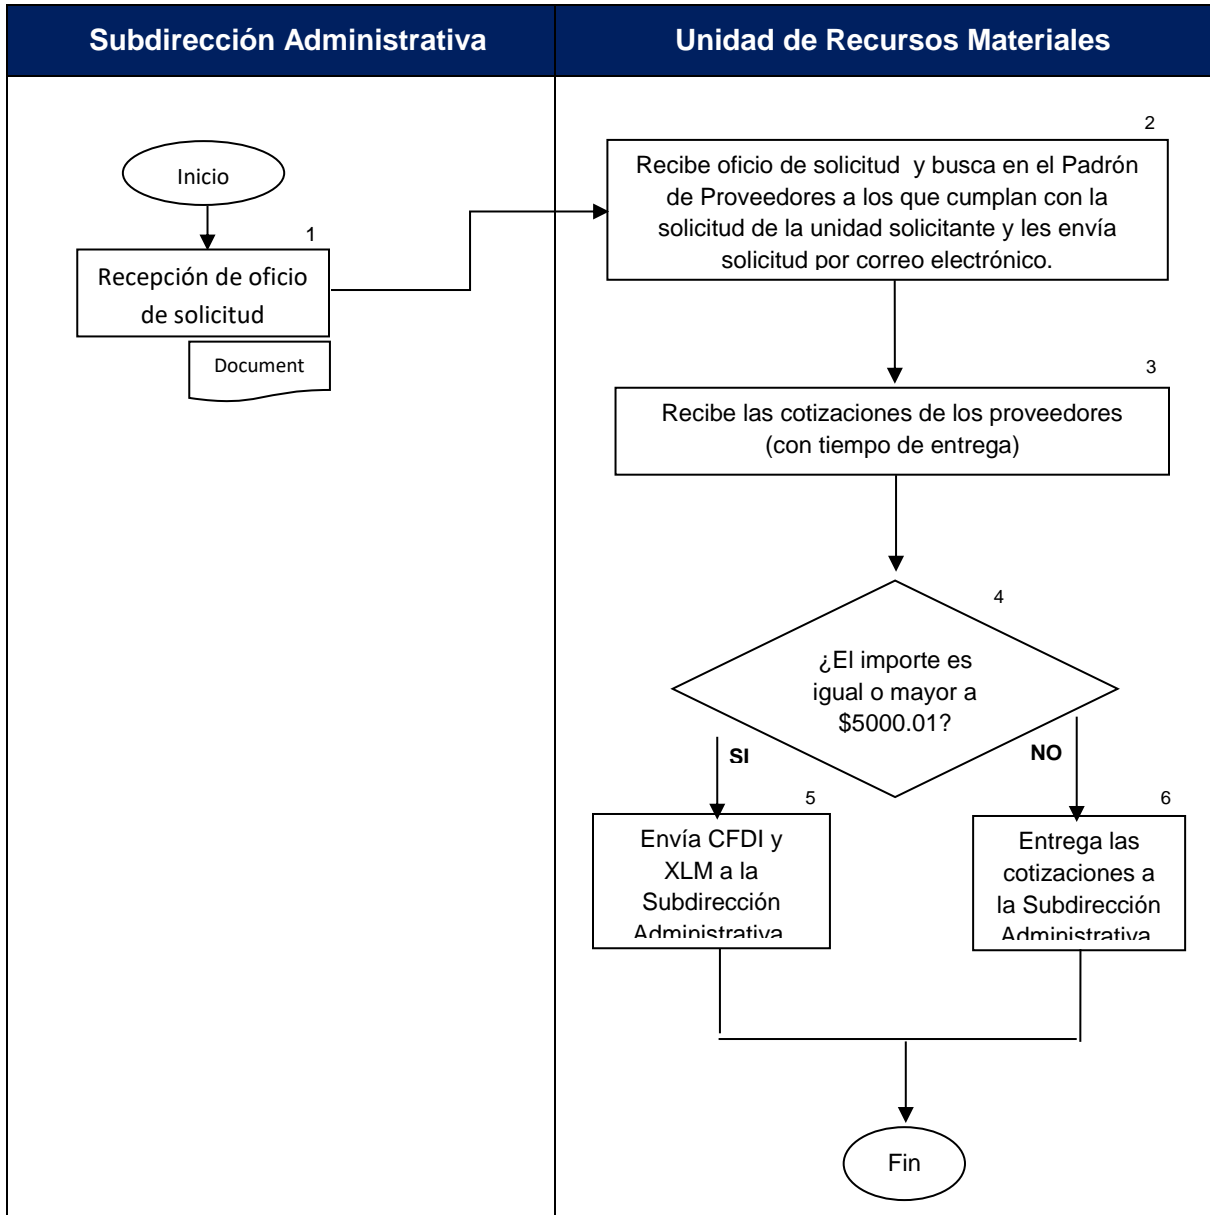 Subdirección Administrativa
Unidad de Recursos Materiales
Inicio
1
Recepción de oficio
de solicitud
Document
2
Recibe oficio de solicitud y busca en el Padrón
de Proveedores a los que cumplan con la
solicitud de la unidad solicitante y les envía
solicitud por correo electrónico.
3
Recibe las cotizaciones de los proveedores
(con tiempo de entrega)
4
¿El importe es
igual o mayor a
$5000.01?
SI
NO
5
Envía CFDI y
XLM a la
Subdirección
Administrativa
6
Entrega las
cotizaciones a
la Subdirección
Administrativa
Fin